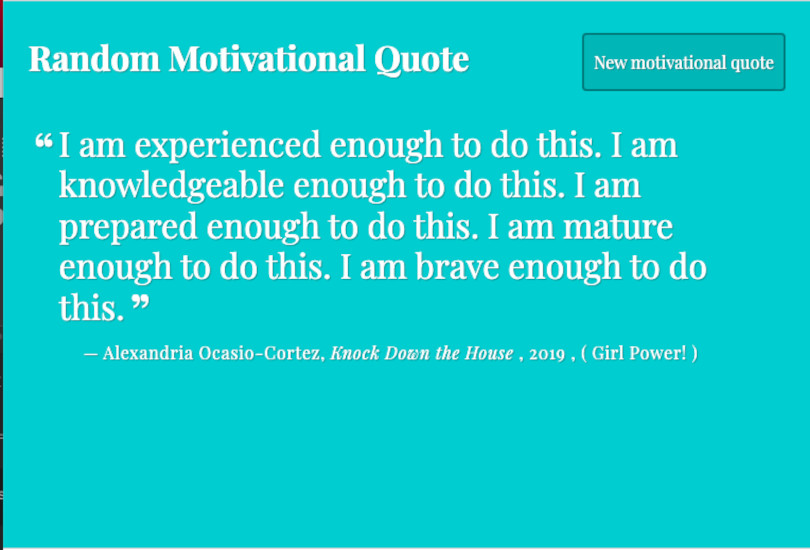 Random Motivational Quote
New motivational quote
❝ I am experienced enough to do this. I am
knowledgeable enough to do this. I am
prepared enough to do this. I am mature
enough to do this. I am brave enough to do
this. ❞
— Alexandria Ocasio-Cortez, Knock Down the House , 2019 , ( Girl Power! )